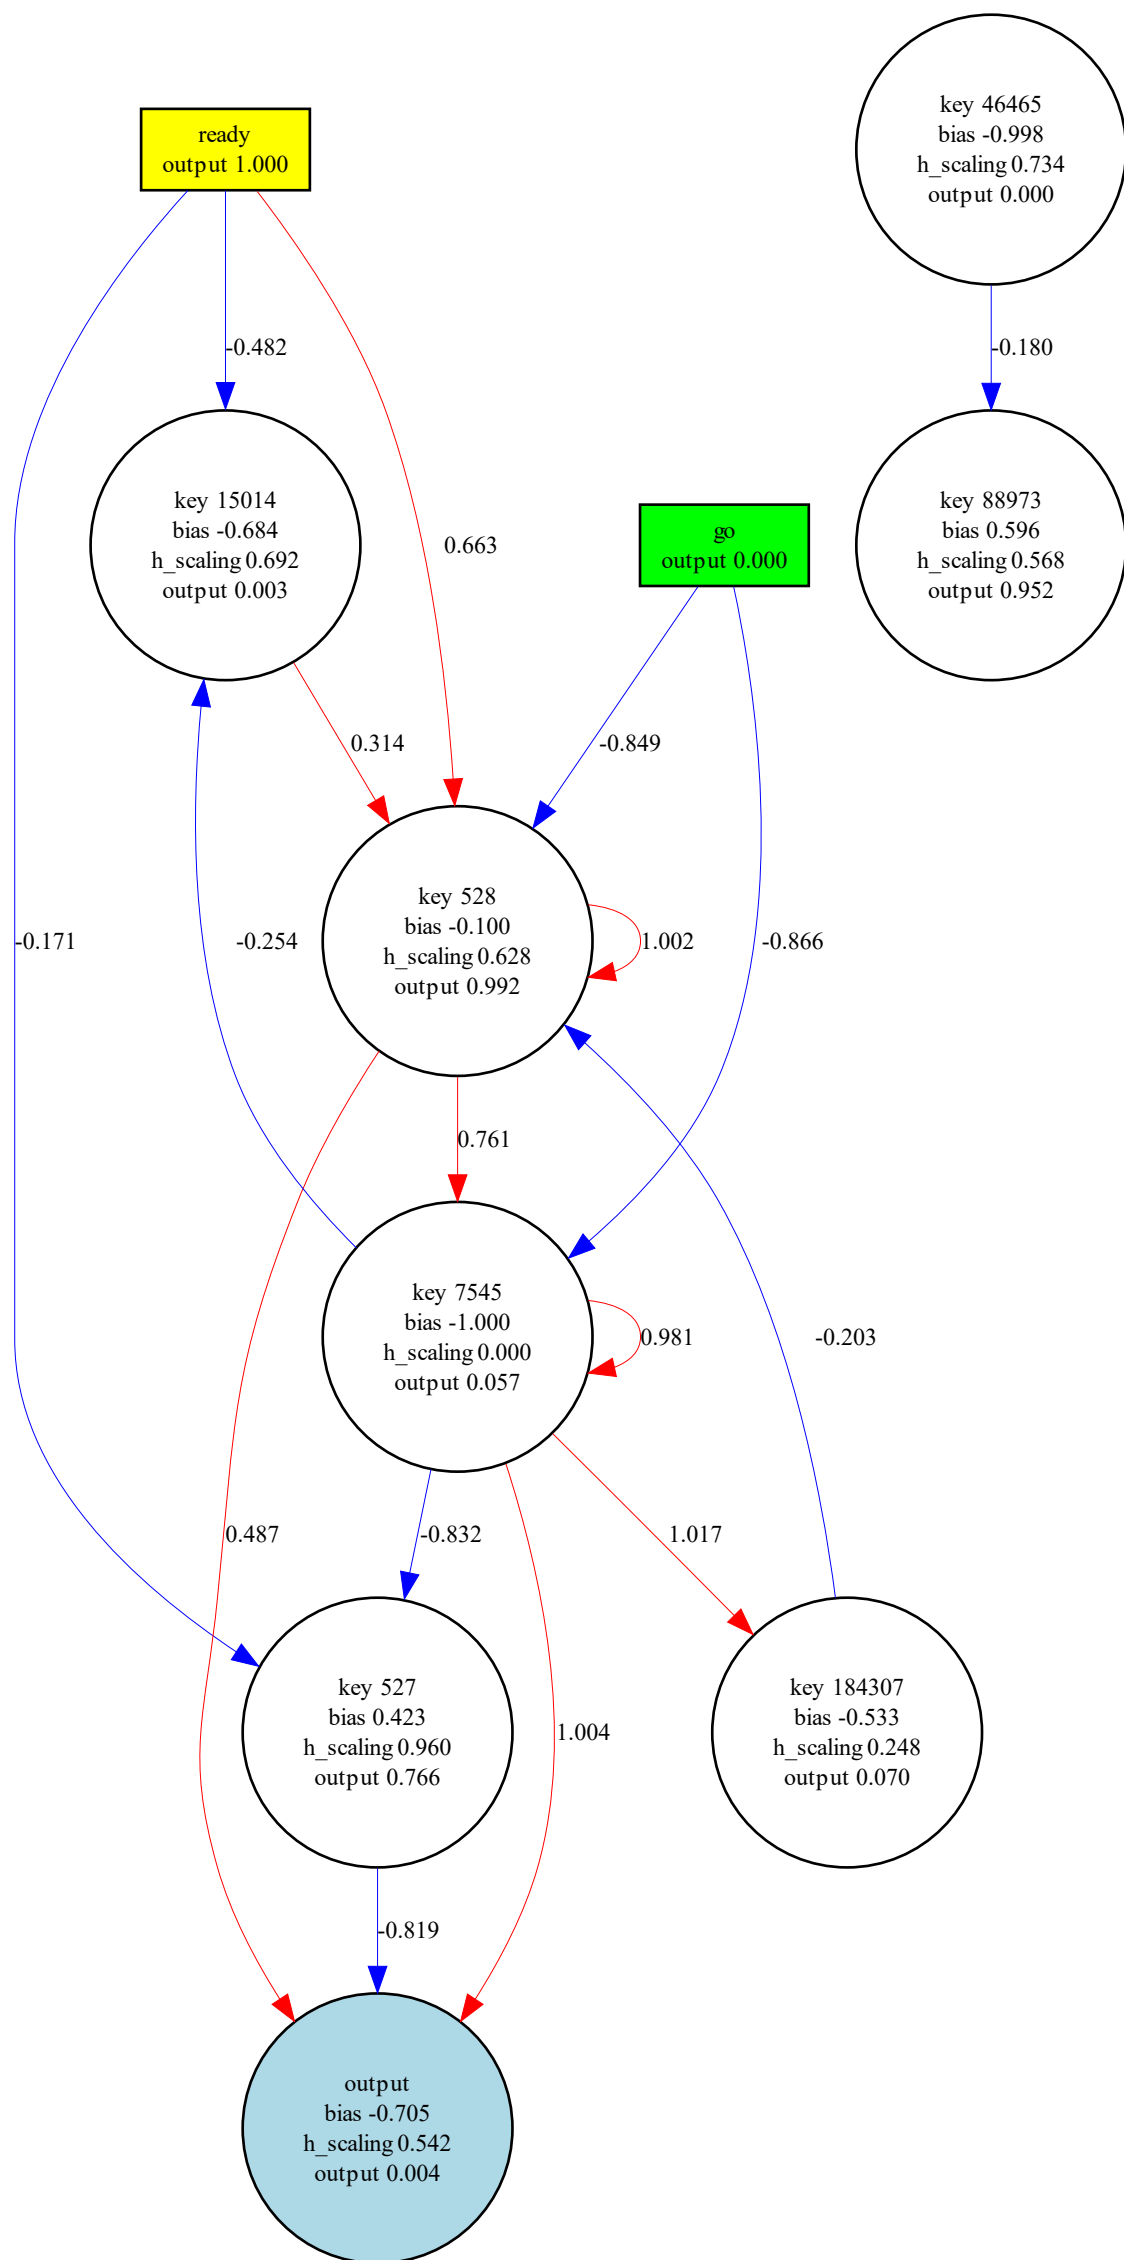 key 46465
bias -0.998
h_scaling 0.734
output 0.000
ready
output 1.000
-0.482
-0.180
key 15014
bias -0.684
h_scaling 0.692
output 0.003
0.663
go
output 0.000
key 88973
bias 0.596
h_scaling 0.568
output 0.952
0.314
-0.849
-0.171
-0.254
key 528
bias -0.100
h_scaling 0.628
output 0.992
1.002
-0.866
0.761
key 7545
bias -1.000
h_scaling 0.000
output 0.057
0.981
-0.203
0.487
-0.832
1.017
key 527
bias 0.423
h_scaling 0.960
output 0.766
1.004
key 184307
bias -0.533
h_scaling 0.248
output 0.070
-0.819
output
bias -0.705
h_scaling 0.542
output 0.004